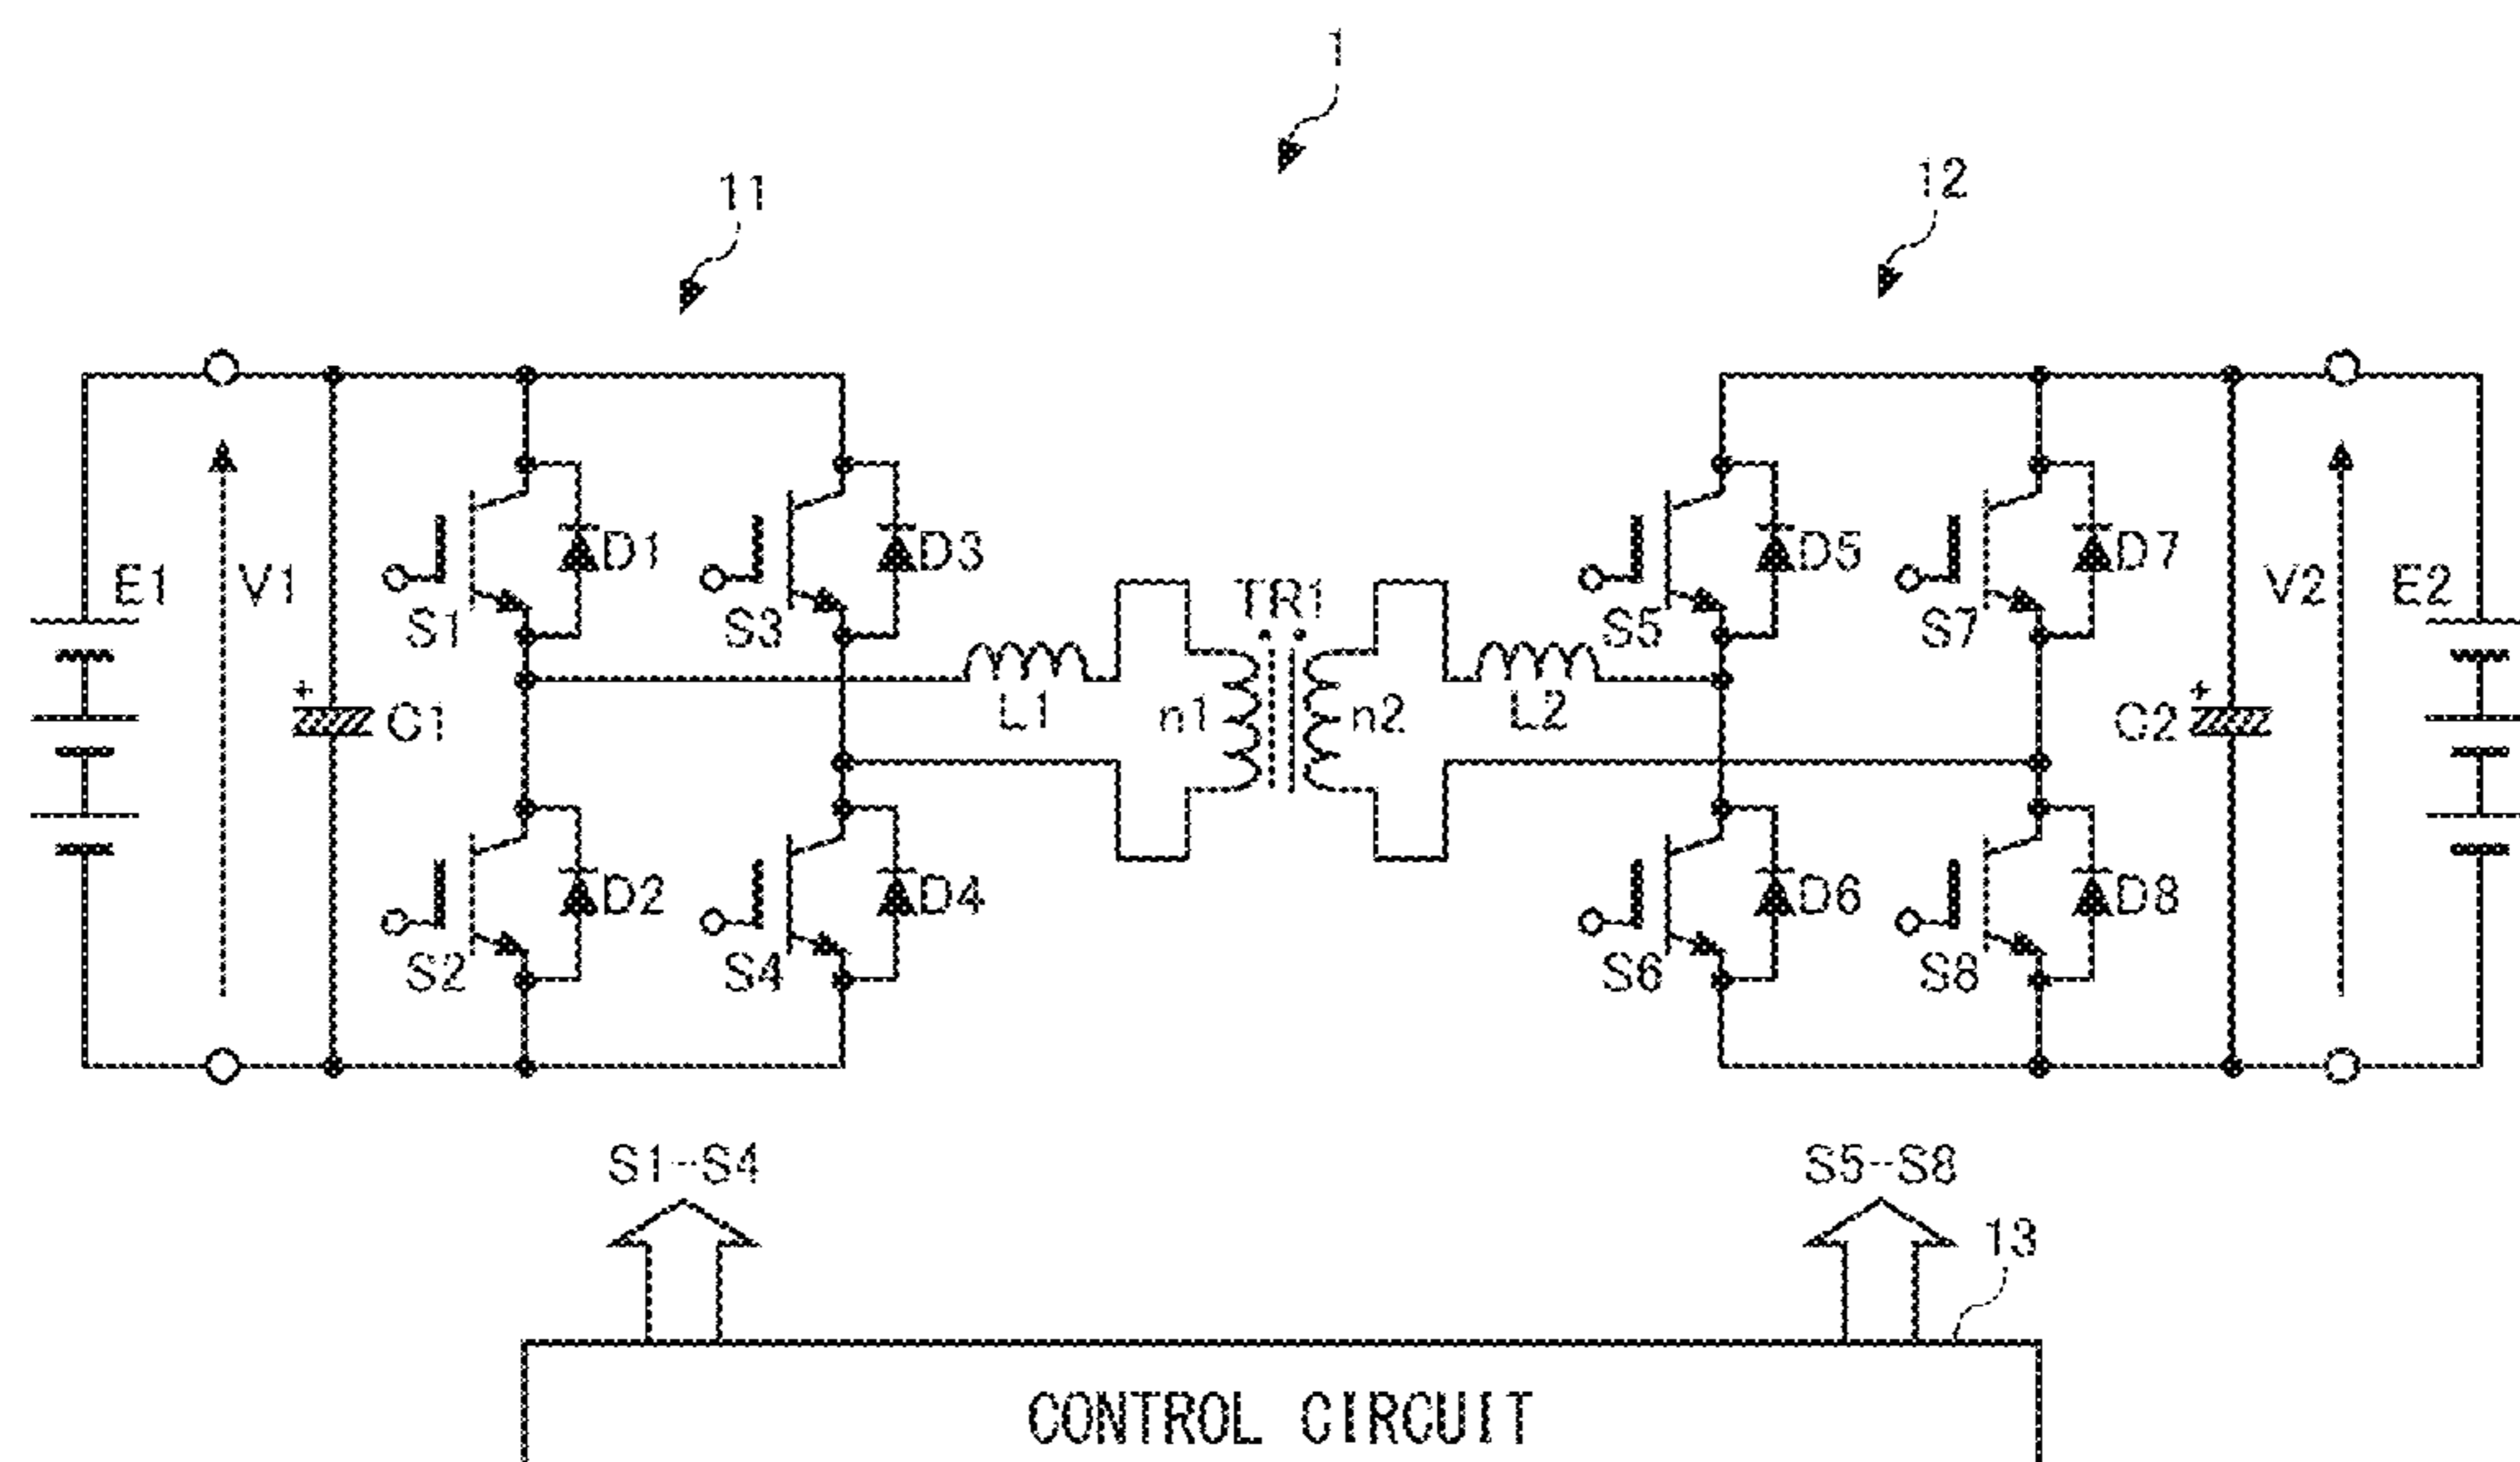 1
11
12
E1
V1
S1
D1
S3
D3
TR1
S5
D5
S7
D7
V2
E2
+
C1
L1
n1
n2
L2
+
C2
S2
D2
S4
D4
S6
D6
S8
D8
S1--S4
S5--S8
13
CONTROL CIRCUIT